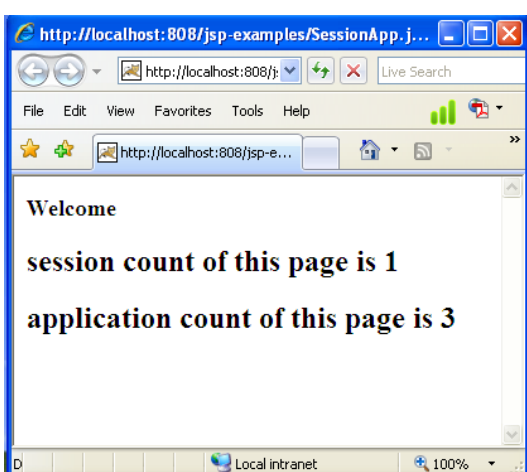 http://localhost:808/jsp-examples/SessionApp.j...
http://localhost:808/j: Live Search
File Edit View Favorites Tools Help
http://localhost:808/jsp-e... »
Welcome
session count of this page is 1
application count of this page is 3
D Local intranet 100%